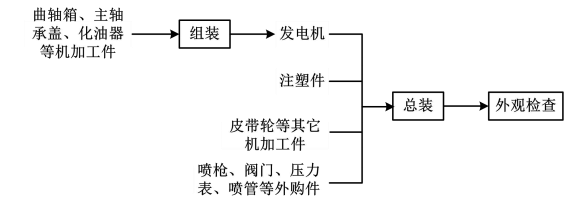 曲轴箱、主轴
承盖、化油器
等机加工件
组装
发电机
注塑件
皮带轮等其它
机加工件
喷枪、阀门、压力
表、喷管等外购件
总装
外观检查